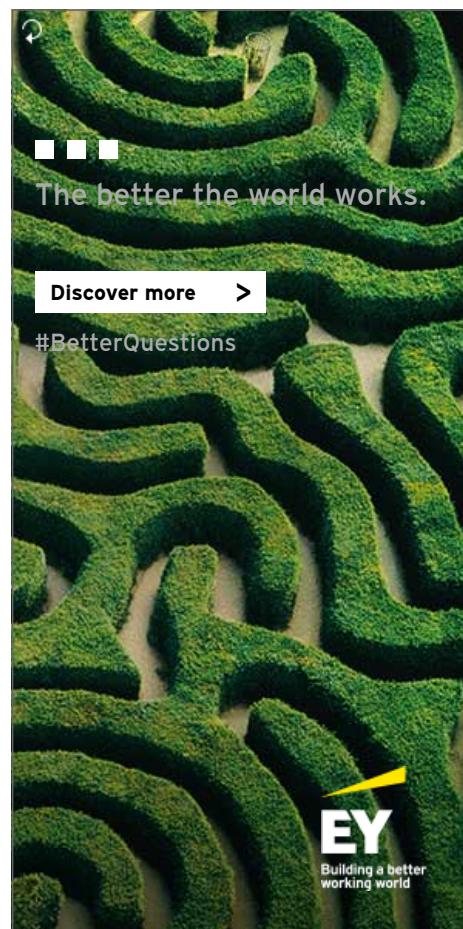 The better the world works.
Discover more >
#BetterQuestions
EY
Building a better
working world